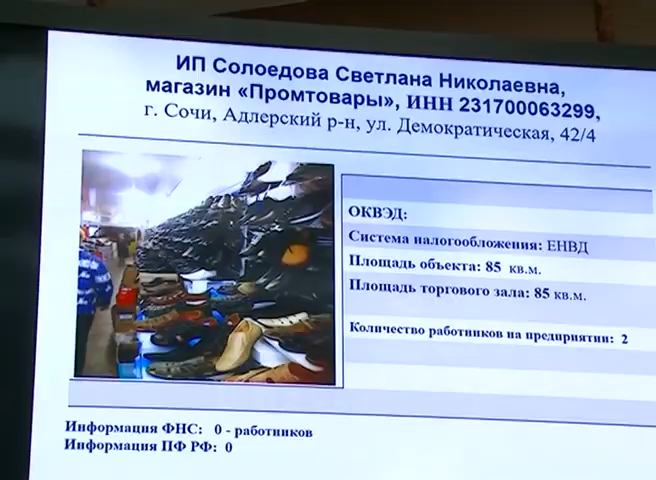 ИП Солоедова Светлана Николаевна,
магазин «Промтовары», ИНН 231700063299,
г. Сочи, Адлерский р-н, ул. Демократическая, 42/4
ОКВЭД:
Система налогообложения: ЕНВД
Площадь объекта: 85 кв.м.
Площадь торгового зала: 85 кв.м.
Количество работников на предприятии: 2
Информация ФНС: 0 - работников
Информация ПФ РФ: 0